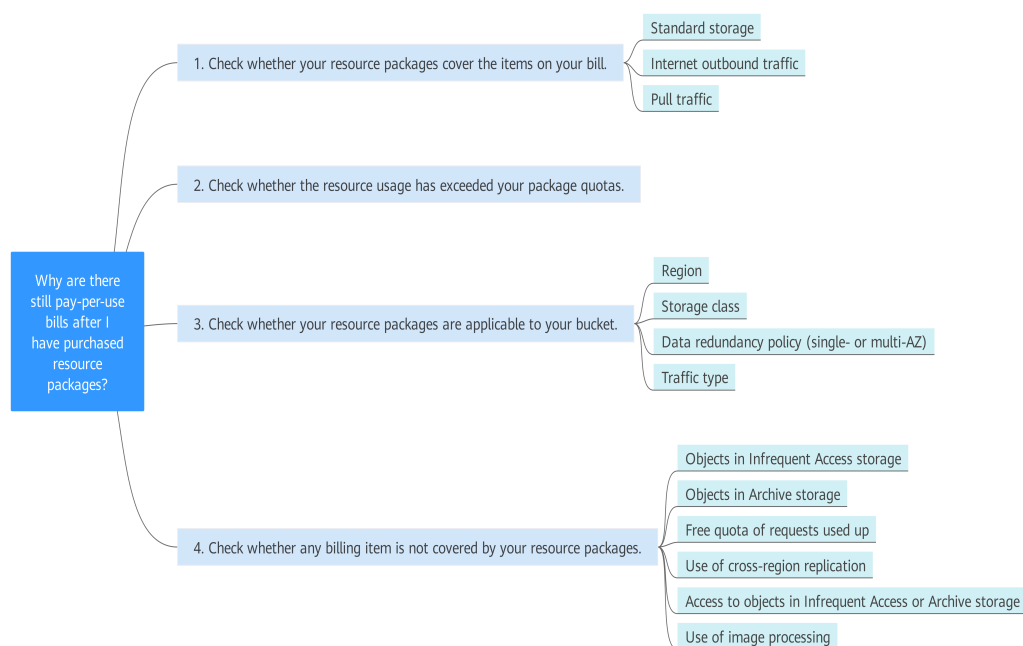 Why are there
still pay-per-use
bills after I
have purchased
resource
packages?
1. Check whether your resource packages cover the items on your bill.
Standard storage
Internet outbound traffic
Pull traffic
2. Check whether the resource usage has exceeded your package quotas.
3. Check whether your resource packages are applicable to your bucket.
Region
Storage class
Data redundancy policy (single- or multi-AZ)
Traffic type
4. Check whether any billing item is not covered by your resource packages.
Objects in Infrequent Access storage
Objects in Archive storage
Free quota of requests used up
Use of cross-region replication
Access to objects in Infrequent Access or Archive storage
Use of image processing